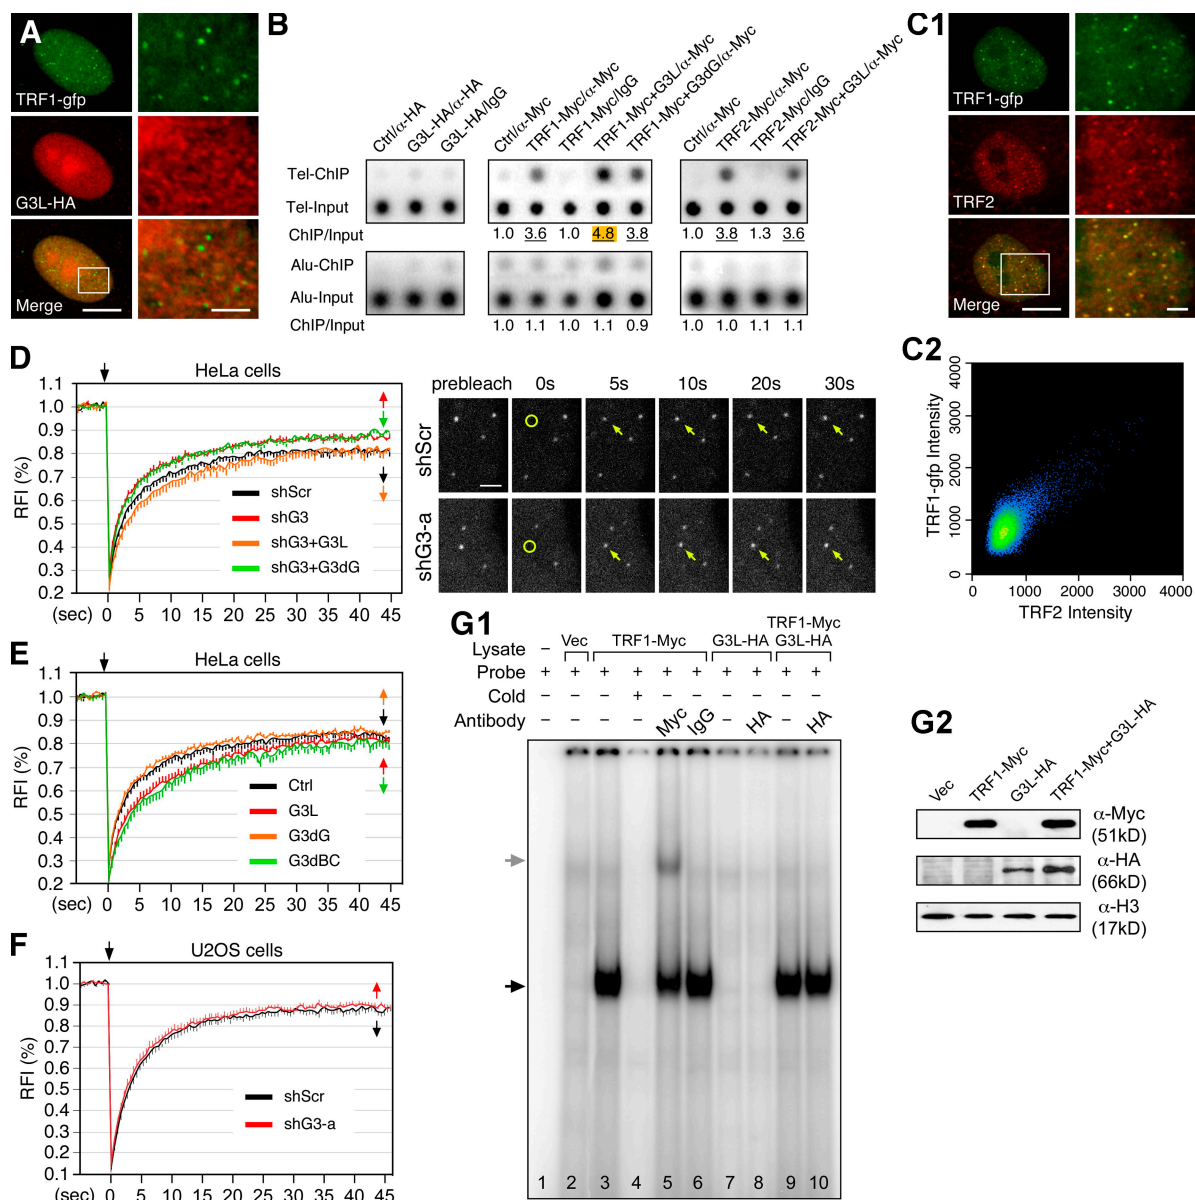 A
TRF1-gfp
G3L-HA
Merge
B
Ctrl/α-HA
G3L-HA/α-HA
G3L-HA/IgG
Ctrl/α-Myc
TRF1-Myc/α-Myc
TRF1-Myc/IgG
TRF1-Myc+G3L/α-Myc
TRF1-Myc+G3dG/α-Myc
Ctrl/α-Myc
TRF2-Myc/α-Myc
TRF2-Myc/IgG
TRF2-Myc+G3L/α-Myc
Tel-ChIP
Tel-Input
ChIP/Input 1.0 3.6 1.0 4.8 3.8 1.0 3.8 1.3 3.6
Alu-ChIP
Alu-Input
ChIP/Input 1.0 1.1 1.0 1.1 0.9 1.0 1.0 1.1 1.1
C1
TRF1-gfp
TRF2
Merge
C2
TRF1-gfp Intensity
4000
3000
2000
1000
0
0 1000 2000 3000 4000
TRF2 Intensity
D
HeLa cells
RFI (%)
1.1
1.0
0.9
0.8
0.7
0.6
0.5
0.4
0.3
0.2
shScr
shG3
shG3+G3L
shG3+G3dG
(sec) 0 5 10 15 20 25 30 35 40 45
prebleach 0s 5s 10s 20s 30s
shScr
shG3-a
E
HeLa cells
RFI (%)
1.1
1.0
0.9
0.8
0.7
0.6
0.5
0.4
0.3
0.2
Ctrl
G3L
G3dG
G3dBC
(sec) 0 5 10 15 20 25 30 35 40 45
F
U2OS cells
RFI (%)
1.1
1.0
0.9
0.8
0.7
0.6
0.5
0.4
0.3
0.2
0.1
shScr
shG3-a
(sec) 0 5 10 15 20 25 30 35 40 45
G1
TRF1-Myc
Lysate – Vec TRF1-Myc G3L-HA G3L-HA
Probe + + + + + + + + + +
Cold – – – + – – – – – –
Antibody – – – – Myc IgG – HA – HA
1 2 3 4 5 6 7 8 9 10
G2
Vec
TRF1-Myc
G3L-HA
TRF1-Myc+G3L-HA
α-Myc
(51kD)
α-HA
(66kD)
α-H3
(17kD)